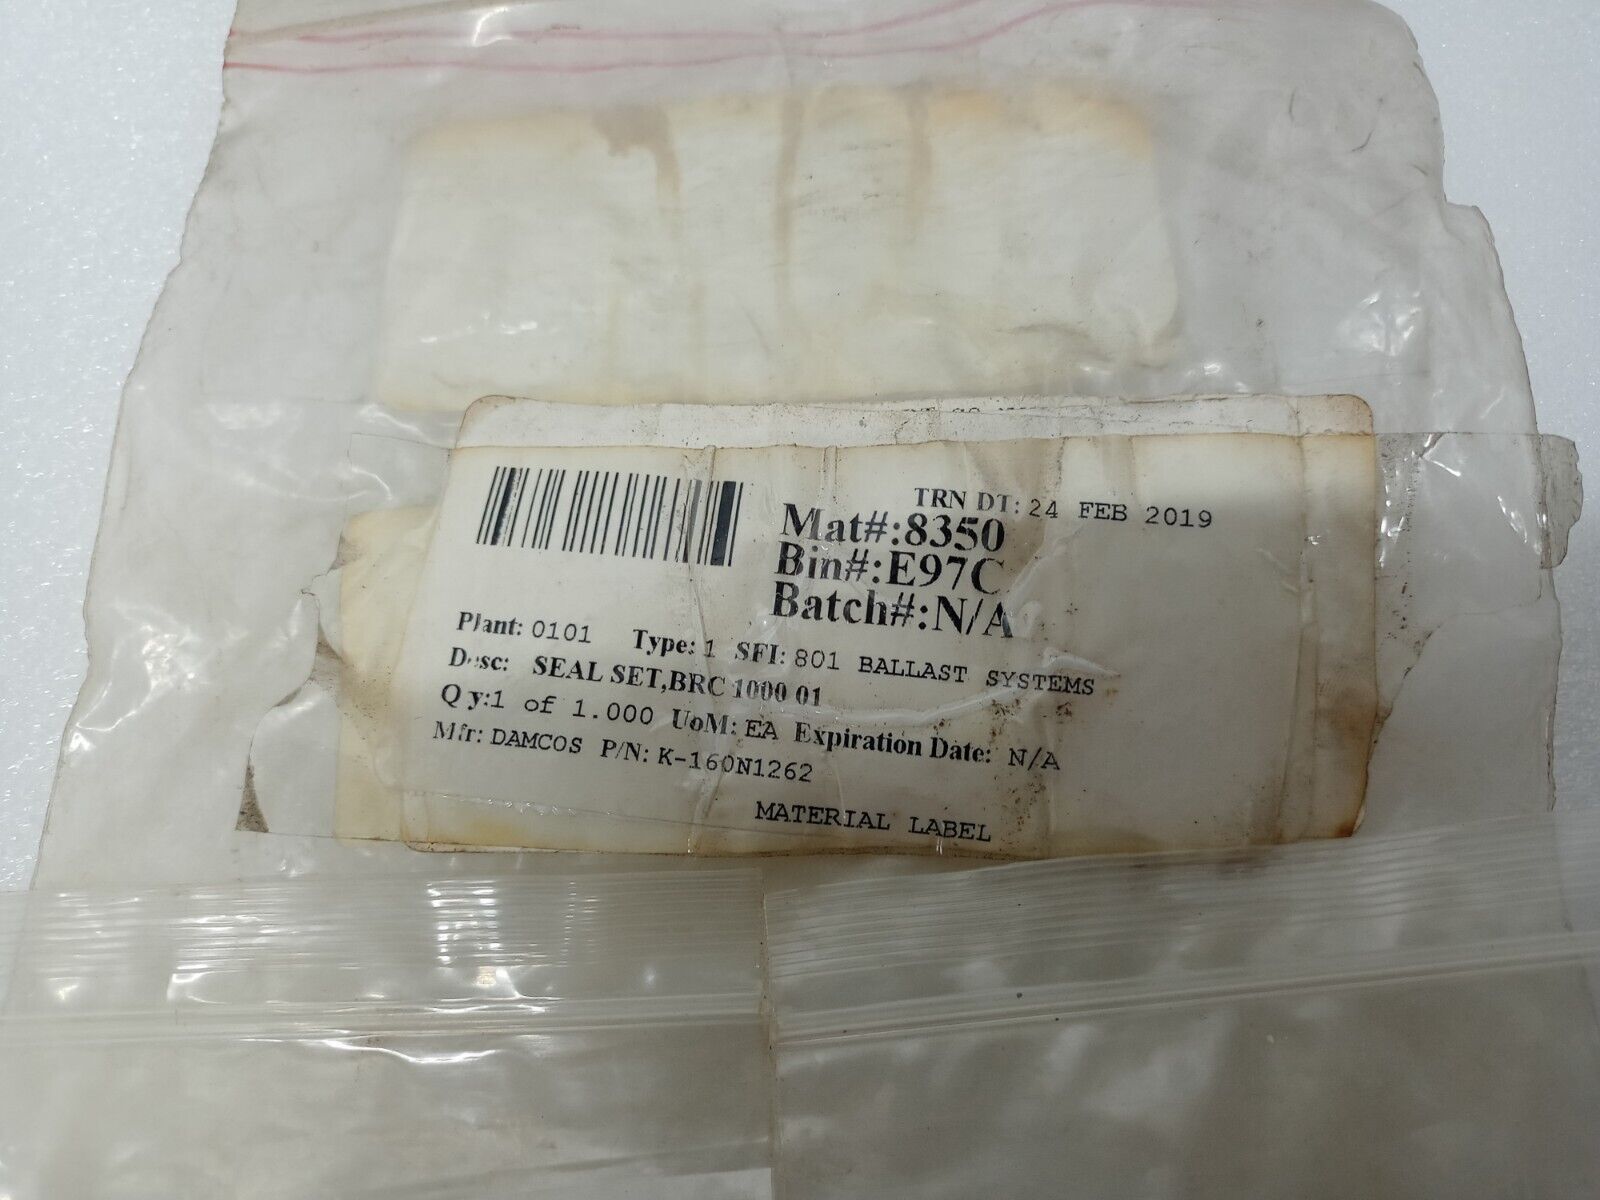 TRN DT: 24 FEB 2019
Mat#:8350
Bin#:E97C
Batch#:N/A
Plant: 0101 Type: 1 SFI: 801 BALLAST SYSTEMS
Desc: SEAL SET,BRC 1000 01
Q y:1 of 1.000 UoM: EA Expiration Date: N/A
Mfr: DAMCOS P/N: K-160N1262
MATERIAL LABEL